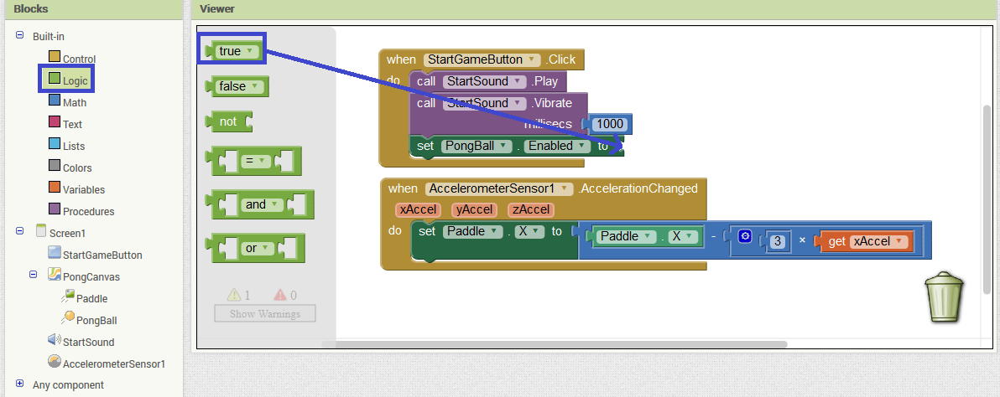 Blocks
Viewer
Built-in
Control
Logic
Math
Text
Lists
Colors
Variables
Procedures
Screen1
StartGameButton
PongCanvas
Paddle
PongBall
StartSound
AccelerometerSensor1
Any component
true
false
not
=
and
or
1 0
Show Warnings
when StartGameButton .Click
do call StartSound .Play
call StartSound .Vibrate
millisecs 1000
set PongBall . Enabled to
when AccelerometerSensor1 .AccelerationChanged
xAccel yAccel zAccel
do set Paddle . X to Paddle . X - 3 × get xAccel